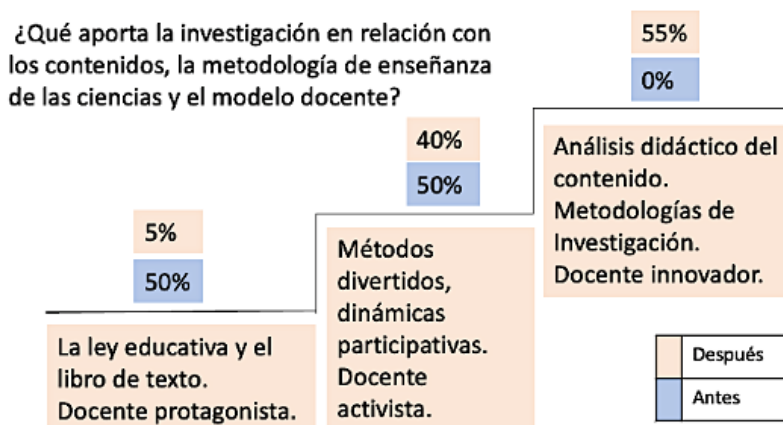 ¿Qué aporta la investigación en relación con
los contenidos, la metodología de enseñanza
de las ciencias y el modelo docente?
55%
0%
40%
50%
5%
50%
Análisis didáctico del
contenido.
Metodologías de
Investigación.
Docente innovador.
Métodos
divertidos,
dinámicas
participativas.
Docente
activista.
La ley educativa y el
libro de texto.
Docente protagonista.
Después
Antes